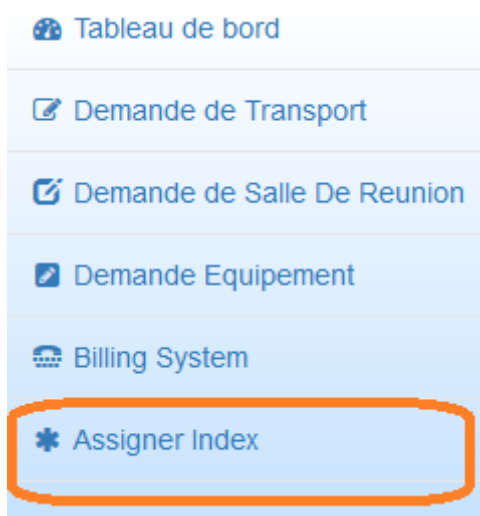 Tableau de bord
Demande de Transport
Demande de Salle De Reunion
Demande Equipement
Billing System
Assigner Index